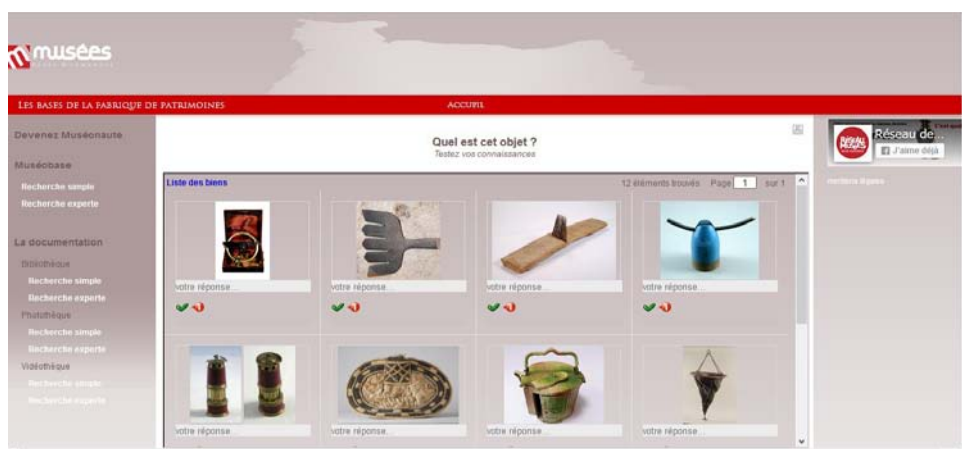 musées
LES BASES DE LA FABRIQUE DE PATRIMOINES
ACCUEIL
Devenez Muséonaute
Muséobase
Recherche simple
Recherche experte
La documentation
Bibliothèque
Recherche simple
Recherche experte
Photothèque
Recherche simple
Recherche experte
Vidéothèque
Recherche simple
Recherche experte
Quel est cet objet ?
Testez vos connaissances
Liste des biens
12 éléments trouvés Page 1 sur 1
votre réponse...
votre réponse...
votre réponse...
votre réponse...
votre réponse...
votre réponse...
votre réponse...
votre réponse...
Réseau de...
J'aime déjà
mentions légales